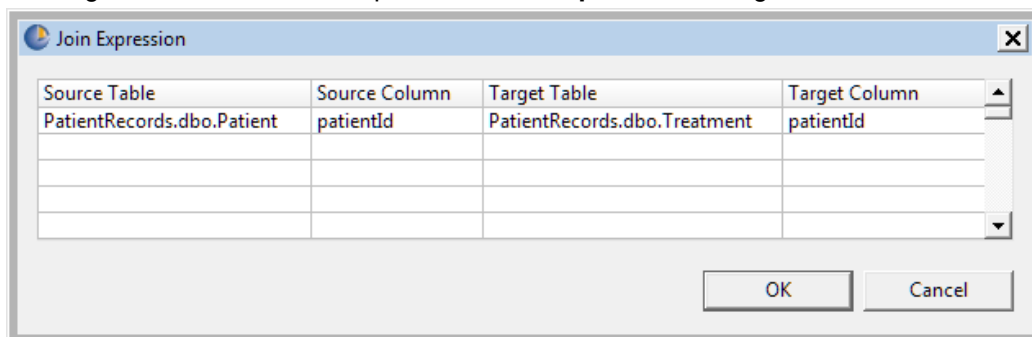 Join Expression
Source Table Source Column Target Table Target Column
PatientRecords.dbo.Patient patientId PatientRecords.dbo.Treatment patientId
OK Cancel